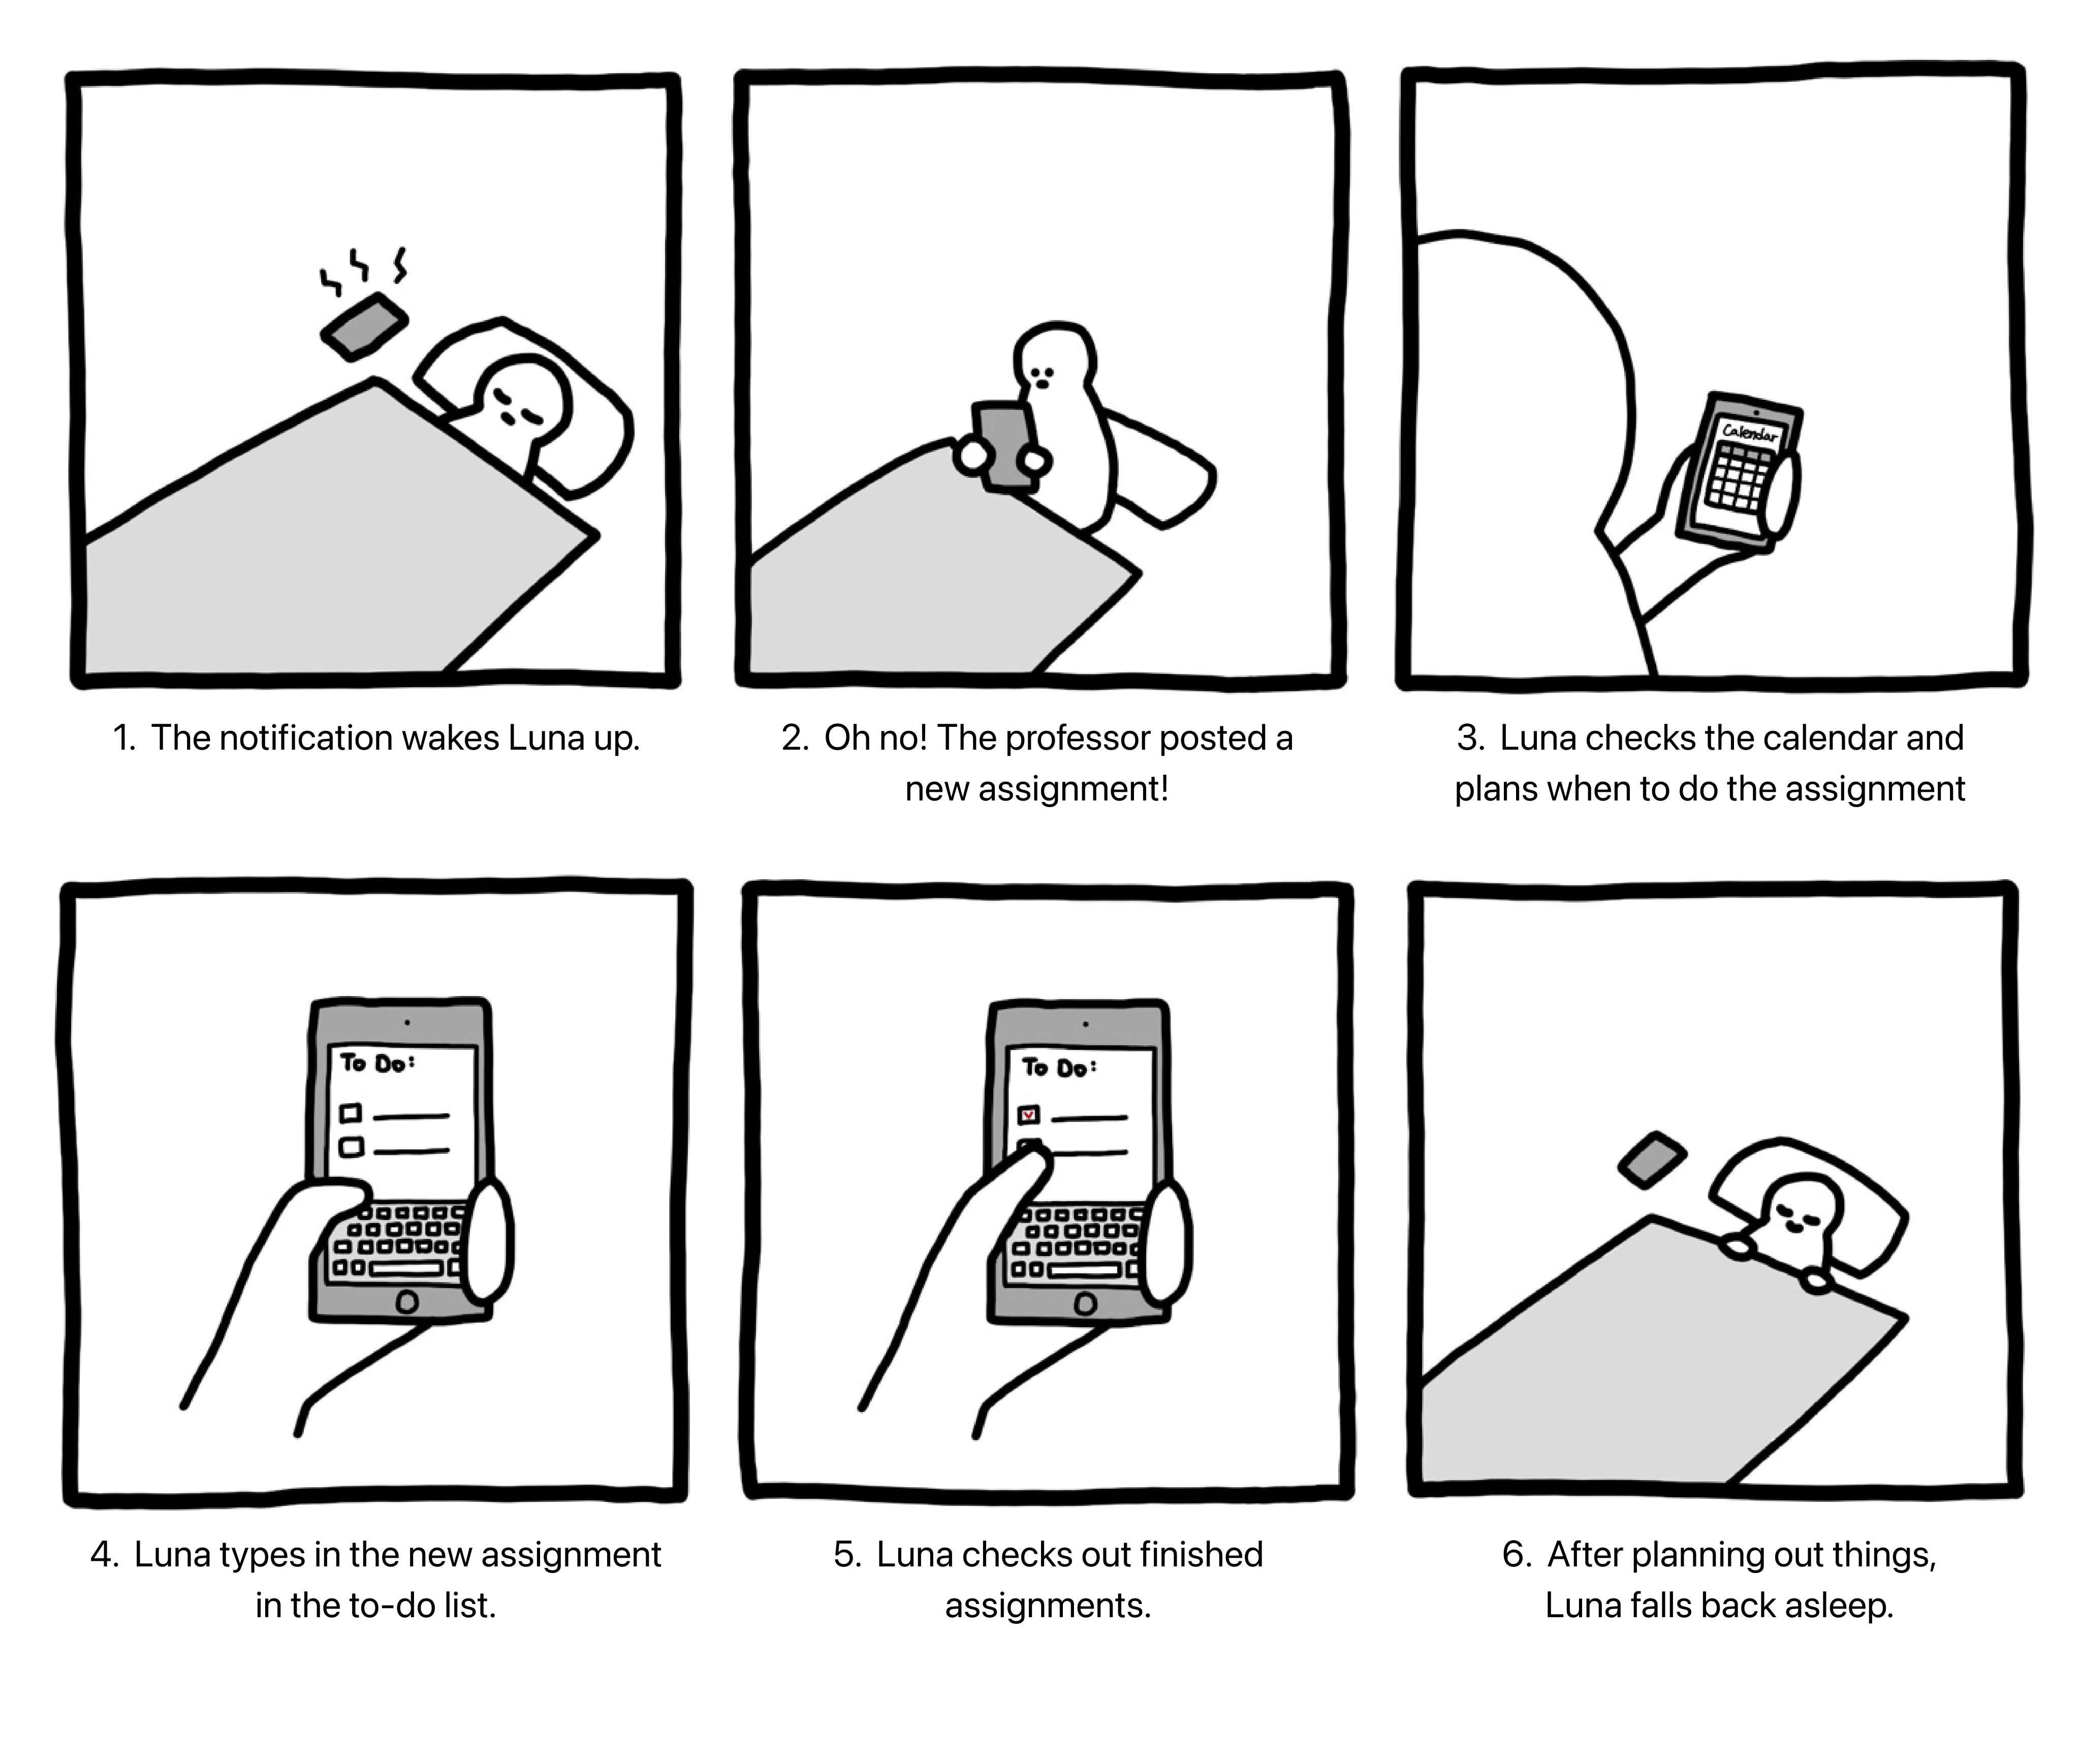 Calendar
1. The notification wakes Luna up.
2. Oh no! The professor posted a
new assignment!
3. Luna checks the calendar and
plans when to do the assignment
To Do:
To Do:
4. Luna types in the new assignment
in the to-do list.
5. Luna checks out finished
assignments.
6. After planning out things,
Luna falls back asleep.